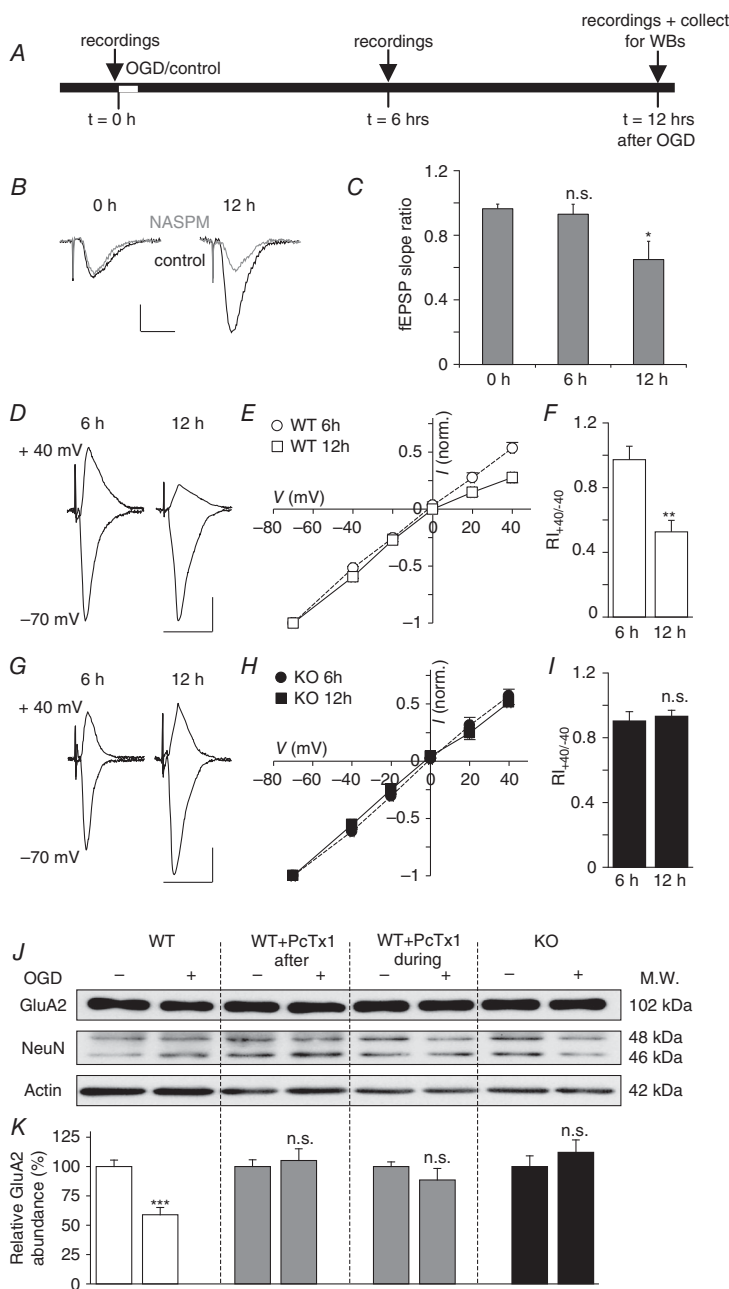 A
recordings
OGD/control
recordings
recordings + collect
for WBs
t = 0 h
t = 6 hrs
t = 12 hrs
after OGD
B
0 h
12 h
NASPM
control
C
fEPSP slope ratio
1.2
0.8
0.4
0
n.s.
*
0 h
6 h
12 h
D
6 h
12 h
+ 40 mV
−70 mV
E
WT 6h
WT 12h
I (norm.)
V (mV)
−80
−60
−40
−20
0
20
40
0.5
0
−0.5
−1
F
RI+40/-40
1.2
0.8
0.4
0
**
6 h
12 h
G
6 h
12 h
+ 40 mV
−70 mV
H
KO 6h
KO 12h
I (norm.)
V (mV)
−80
−60
−40
−20
0
20
40
0.5
0
−0.5
−1
I
RI+40/-40
1.2
0.8
0.4
0
n.s.
6 h
12 h
J
WT
WT+PcTx1
after
WT+PcTx1
during
KO
OGD
−
+
−
+
−
+
−
+
M.W.
GluA2
102 kDa
NeuN
48 kDa
46 kDa
Actin
42 kDa
K
Relative GluA2
abundance (%)
125
100
75
50
25
0
***
n.s.
n.s.
n.s.